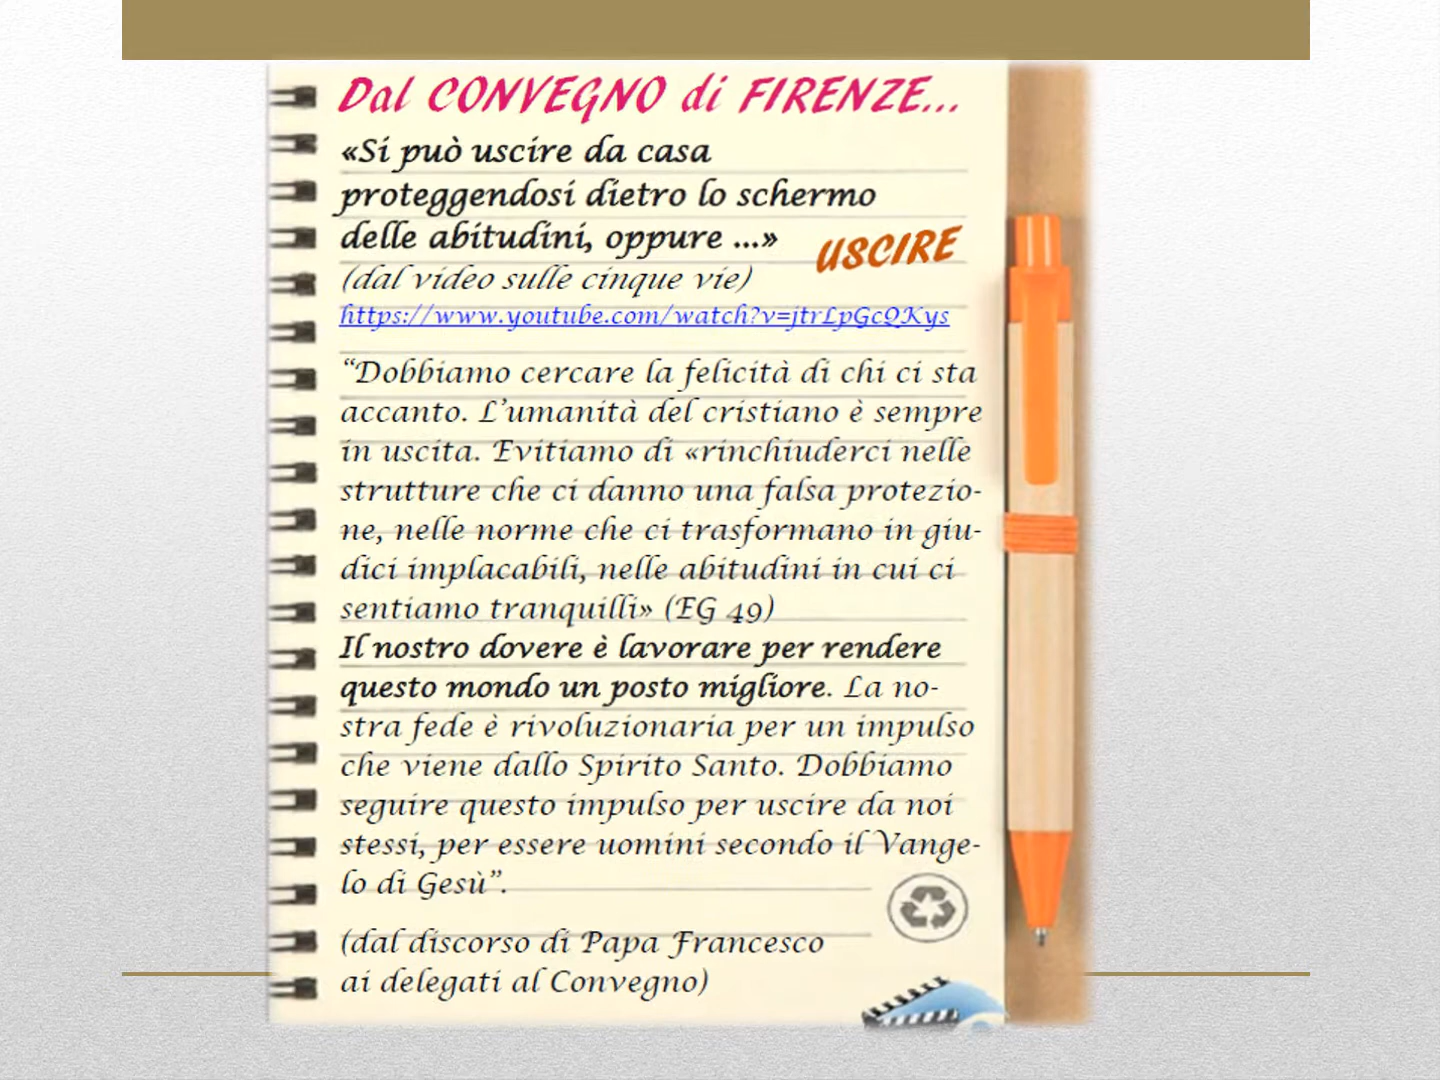 Dal CONVEGNO di FIRENZE...
«Si può uscire da casa
proteggendosi dietro lo schermo
delle abitudini, oppure ...»
USCIRE
(dal video sulle cinque vie)
https://www.youtube.com/watch?v=jtrLpGcQKys
“Dobbiamo cercare la felicità di chi ci sta
accanto. L’umanità del cristiano è sempre
in uscita. Evitiamo di «rinchiuderci nelle
strutture che ci danno una falsa protezio-
ne, nelle norme che ci trasformano in giu-
dici implacabili, nelle abitudini in cui ci
sentiamo tranquilli» (EG 49)
Il nostro dovere è lavorare per rendere
questo mondo un posto migliore. La no-
stra fede è rivoluzionaria per un impulso
che viene dallo Spirito Santo. Dobbiamo
seguire questo impulso per uscire da noi
stessi, per essere uomini secondo il Vange-
lo di Gesù”.
(dal discorso di Papa Francesco
ai delegati al Convegno)